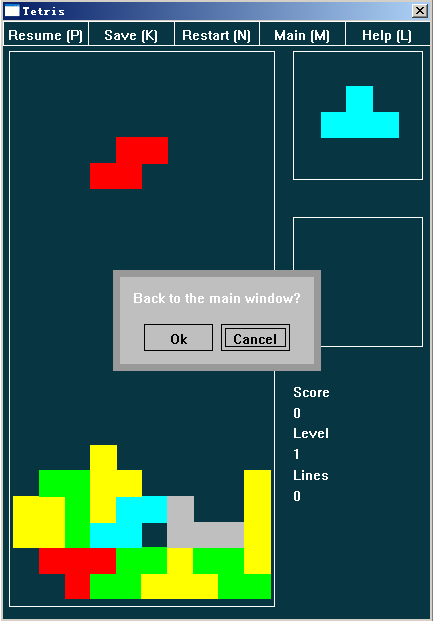 Tetris
Resume (P) Save (K) Restart (N) Main (M) Help (L)
Back to the main window?
Ok Cancel
Score
0
Level
1
Lines
0